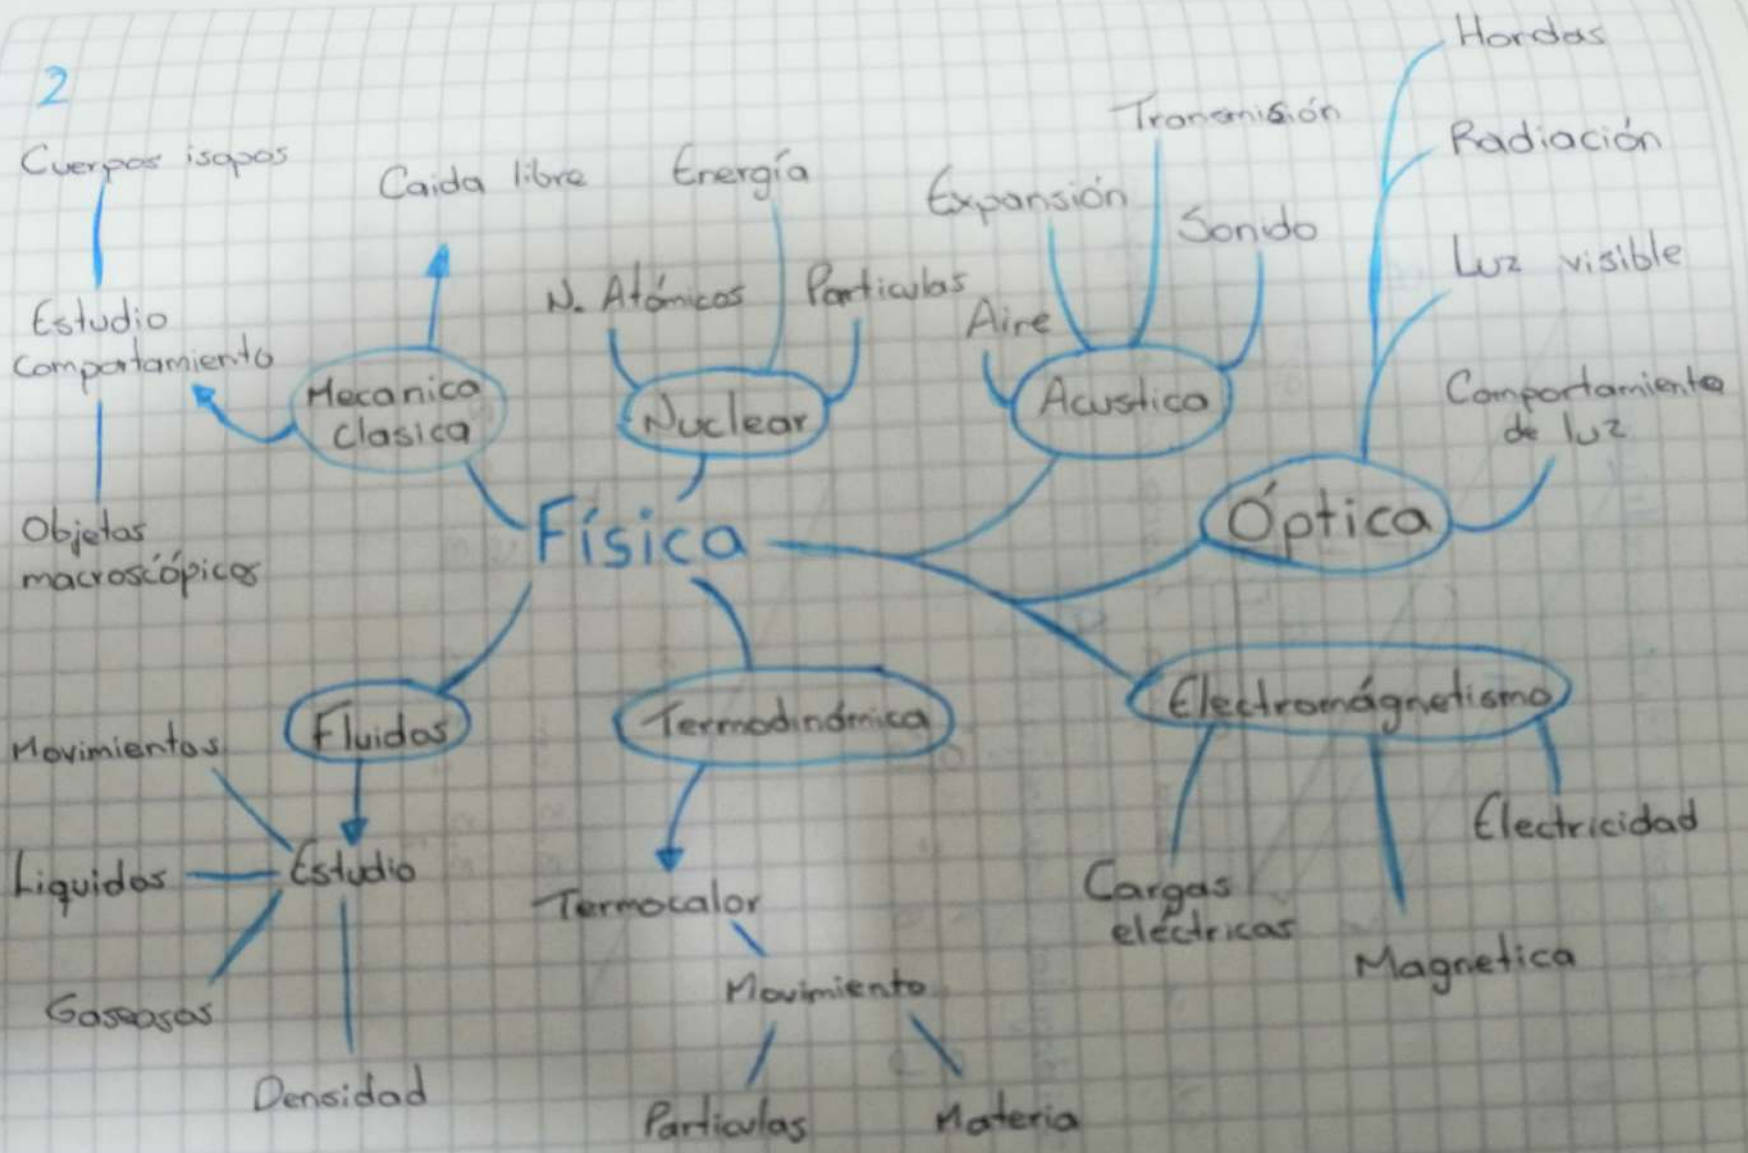 2
Hordas
Transmisión
Radiación
Cuerpos isopos
Caida libre
Energía
Expansión
Sonido
Luz visible
N. Atómicos
Particulas
Aire
Estudio
Comportamiento
Mecanica
clasica
Nuclear
Acustica
Comportamiento
de luz
Óptica
Física
Objetos
macroscópicos
Fluidos
Termodinámica
Electromágnetismo
Movimientos
Liquidos
Estudio
Gaseosos
Densidad
Termocalor
Movimiento
Particulas
Materia
Cargas
eléctricas
Magnetica
Electricidad